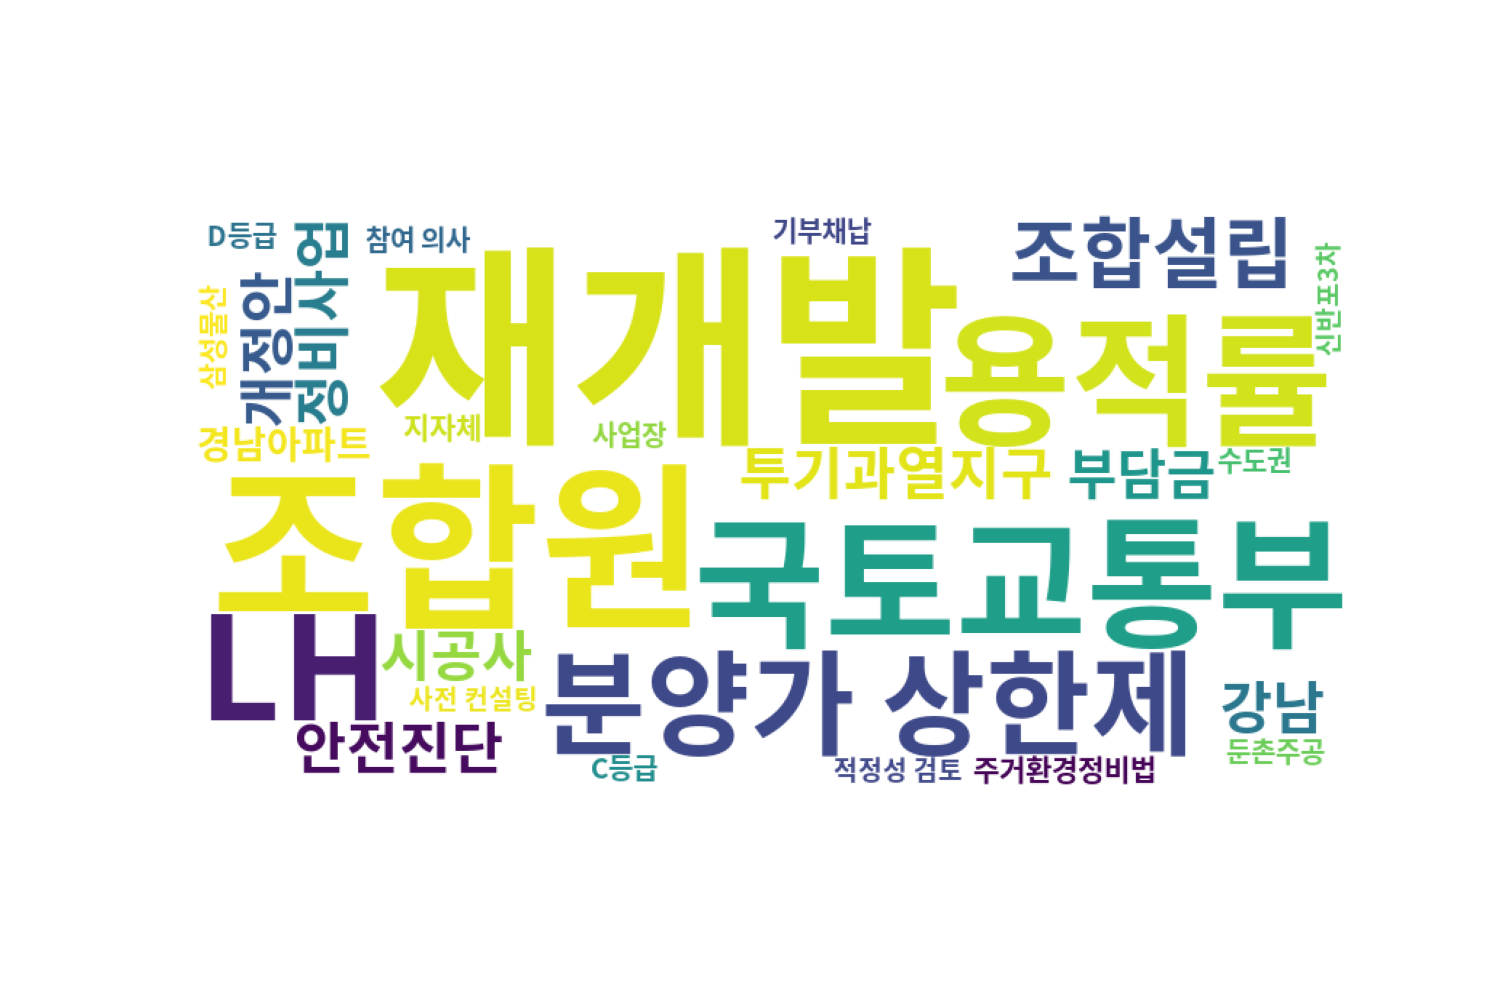 D등급
참여 의사
기부채납
조합설립
정비사업
개정안
삼성물산
재개발
용적률
신반포3차
경남아파트
지자체
사업장
투기과열지구
부담금
수도권
조합원
국토교통부
LH
시공사
사전 컨설팅
분양가 상한제
강남
안전진단
C등급
적정성 검토
주거환경정비법
둔촌주공